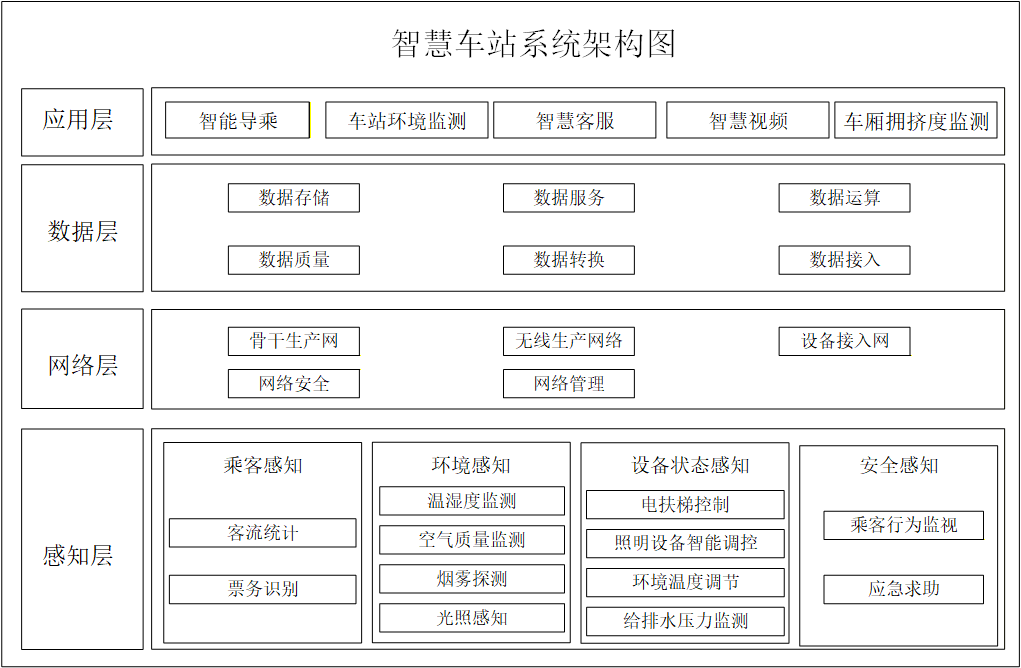 智慧车站系统架构图
应用层
智能导乘
车站环境监测
智慧客服
智慧视频
车厢拥挤度监测
数据层
数据存储
数据服务
数据运算
数据质量
数据转换
数据接入
网络层
骨干生产网
无线生产网络
设备接入网
网络安全
网络管理
感知层
乘客感知
客流统计
票务识别
环境感知
温湿度监测
空气质量监测
烟雾探测
光照感知
设备状态感知
电扶梯控制
照明设备智能调控
环境温度调节
给排水压力监测
安全感知
乘客行为监视
应急求助